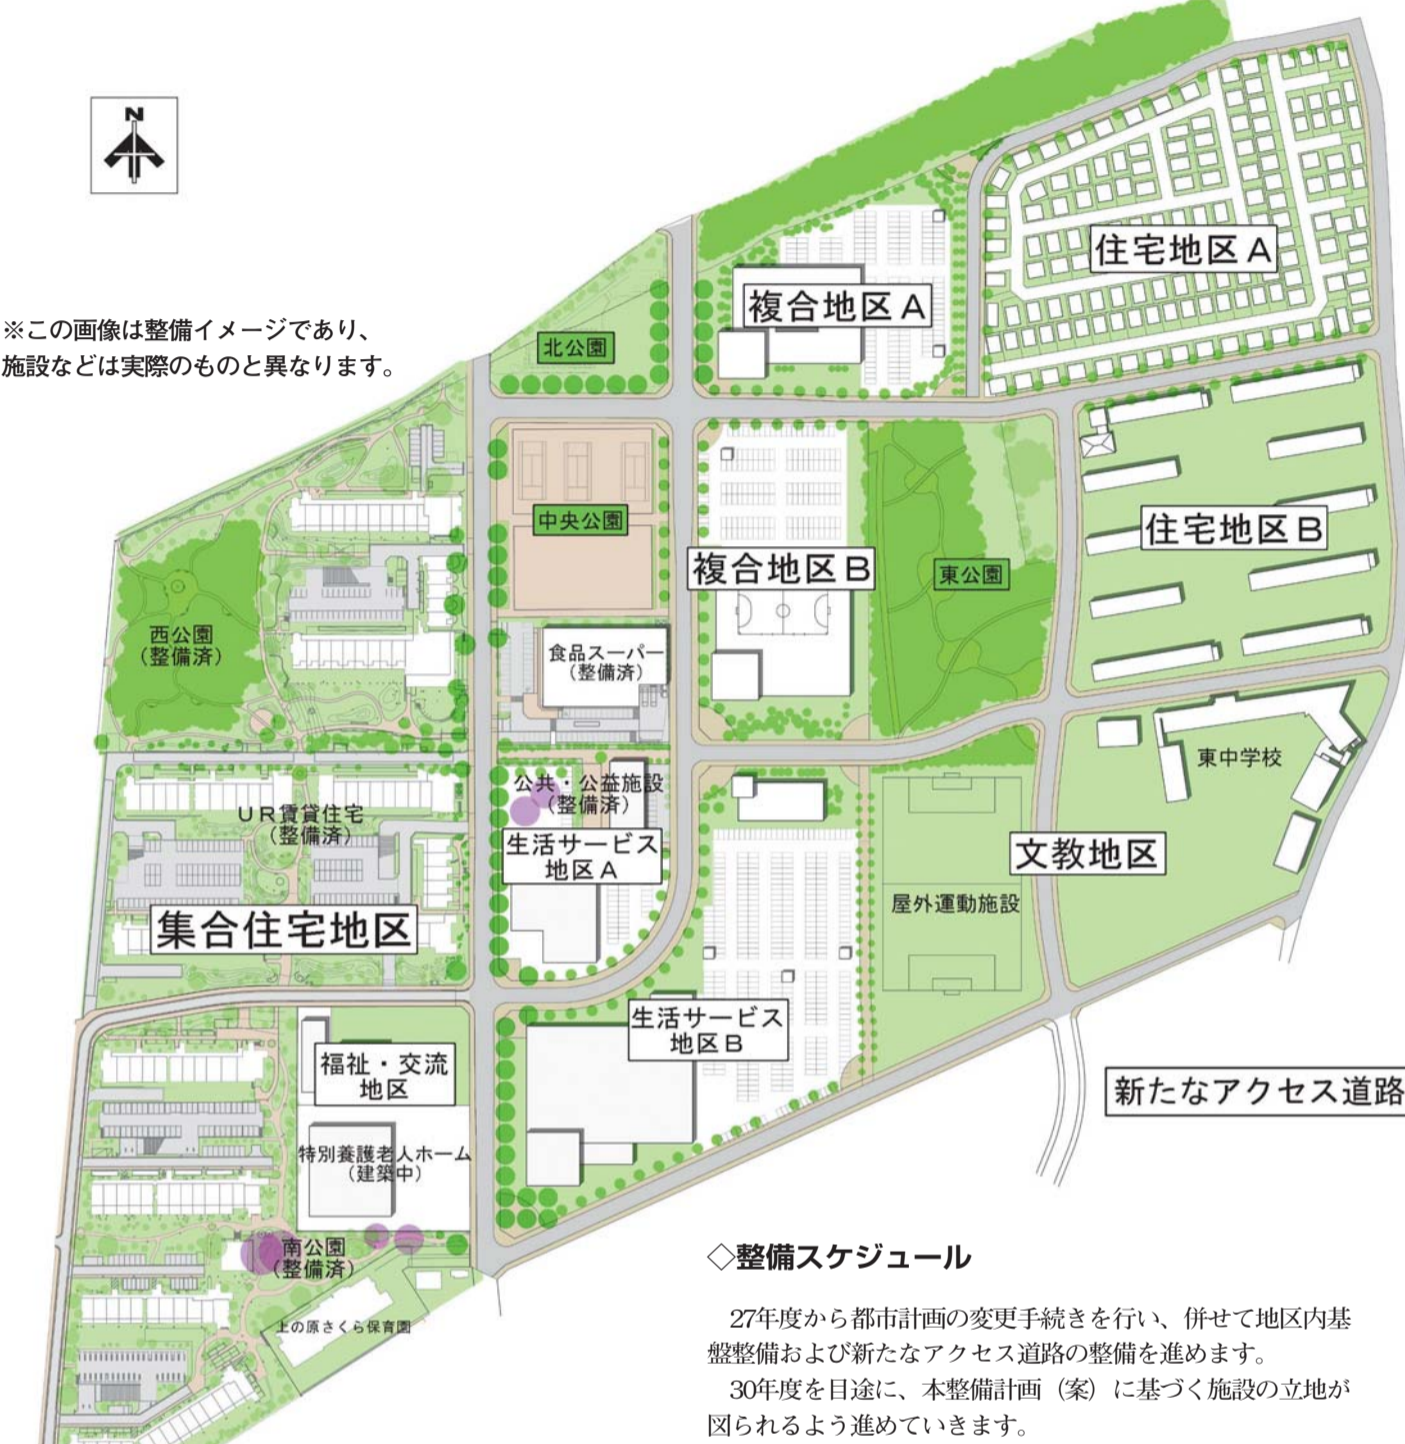 N
※この画像は整備イメージであり、
施設などは実際のものと異なります。
住宅地区A
複合地区A
北公園
中央公園
複合地区B
東公園
住宅地区B
西公園
（整備済）
食品スーパー
（整備済）
東中学校
公共・公益施設
（整備済）
UR賃貸住宅
（整備済）
生活サービス
地区A
文教地区
屋外運動施設
集合住宅地区
生活サービス
地区B
福祉・交流
地区
新たなアクセス道路
特別養護老人ホーム
（建築中）
南公園
（整備済）
上の原さくら保育園
◇整備スケジュール
27年度から都市計画の変更手続きを行い、併せて地区内基
盤整備および新たなアクセス道路の整備を進めます。
30年度を目途に、本整備計画（案）に基づく施設の立地が
図られるよう進めていきます。